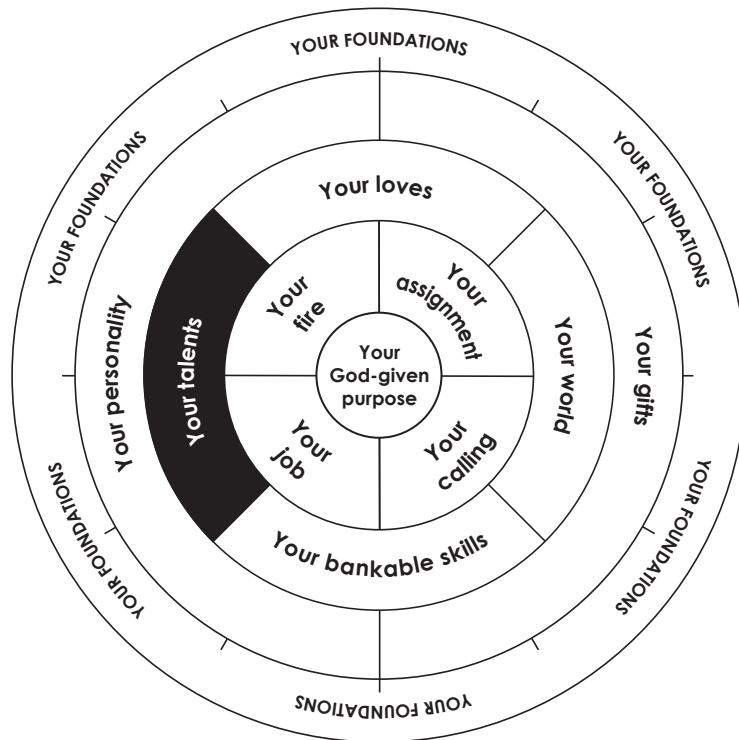 YOUR FOUNDATIONS
YOUR FOUNDATIONS
YOUR FOUNDATIONS
Your loves
Your
fire
Your
assignment
Your personality
Your talents
Your
God-given
purpose
Your world
Your gifts
Your
job
Your
calling
Your bankable skills
YOUR FOUNDATIONS
YOUR FOUNDATIONS
YOUR FOUNDATIONS